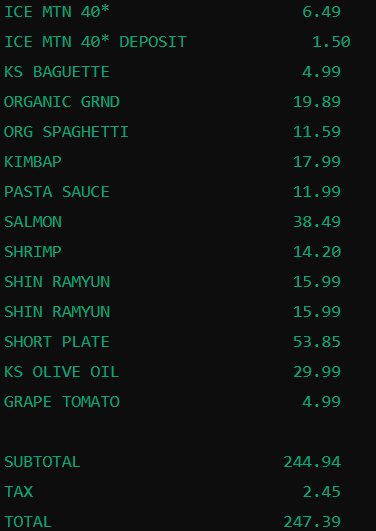 ICE MTN 40* 6.49
ICE MTN 40* DEPOSIT 1.50
KS BAGUETTE 4.99
ORGANIC GRND 19.89
ORG SPAGHETTI 11.59
KIMBAP 17.99
PASTA SAUCE 11.99
SALMON 38.49
SHRIMP 14.20
SHIN RAMYUN 15.99
SHIN RAMYUN 15.99
SHORT PLATE 53.85
KS OLIVE OIL 29.99
GRAPE TOMATO 4.99
SUBTOTAL 244.94
TAX 2.45
TOTAL 247.39